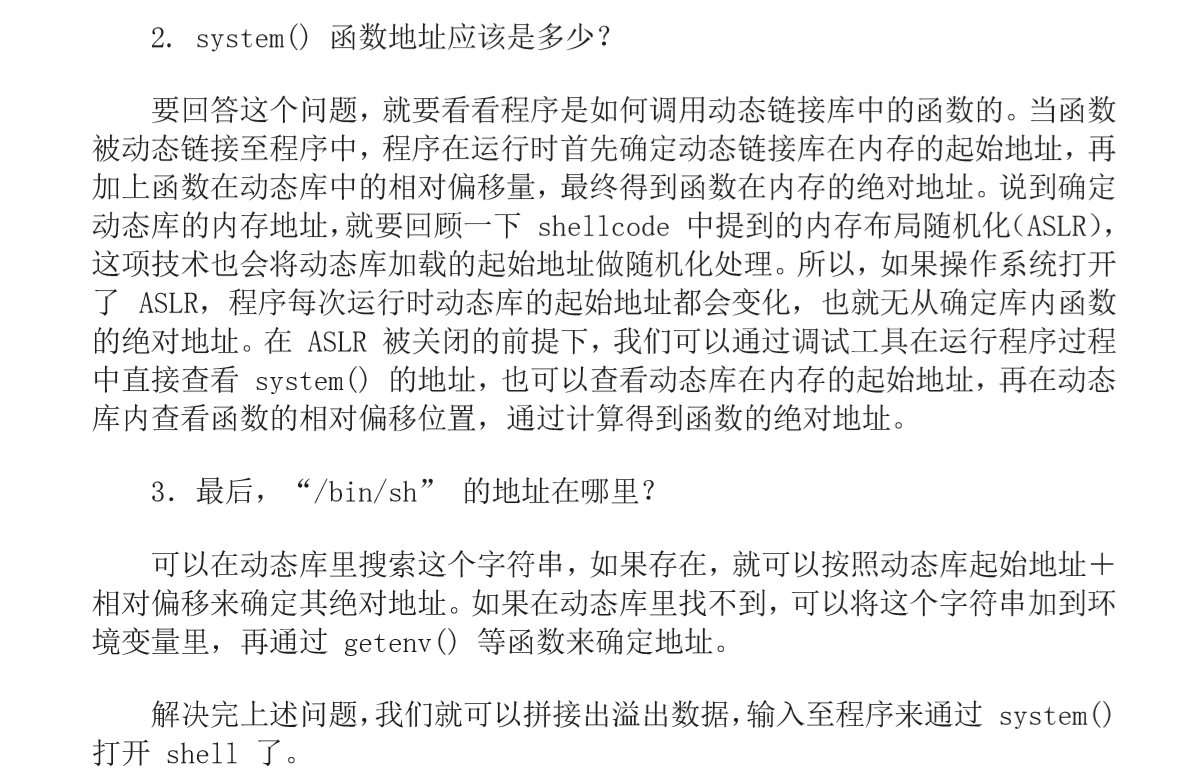 2. system() 函数地址应该是多少？
要回答这个问题，就要看看程序是如何调用动态链接库中的函数的。当函数
被动态链接至程序中，程序在运行时首先确定动态链接库在内存的起始地址，再
加上函数在动态库中的相对偏移量，最终得到函数在内存的绝对地址。说到确定
动态库的内存地址，就要回顾一下 shellcode 中提到的内存布局随机化（ASLR），
这项技术也会将动态库加载的起始地址做随机化处理。所以，如果操作系统打开
了 ASLR，程序每次运行时动态库的起始地址都会变化，也就无从确定库内函数
的绝对地址。在 ASLR 被关闭的前提下，我们可以通过调试工具在运行程序过程
中直接查看 system() 的地址，也可以查看动态库在内存的起始地址，再在动态
库内查看函数的相对偏移位置，通过计算得到函数的绝对地址。
3. 最后，“/bin/sh” 的地址在哪里？
可以在动态库里搜索这个字符串，如果存在，就可以按照动态库起始地址＋
相对偏移来确定其绝对地址。如果在动态库里找不到，可以将这个字符串加到环
境变量里，再通过 getenv() 等函数来确定地址。
解决完上述问题，我们就可以拼接出溢出数据，输入至程序来通过 system()
打开 shell 了。